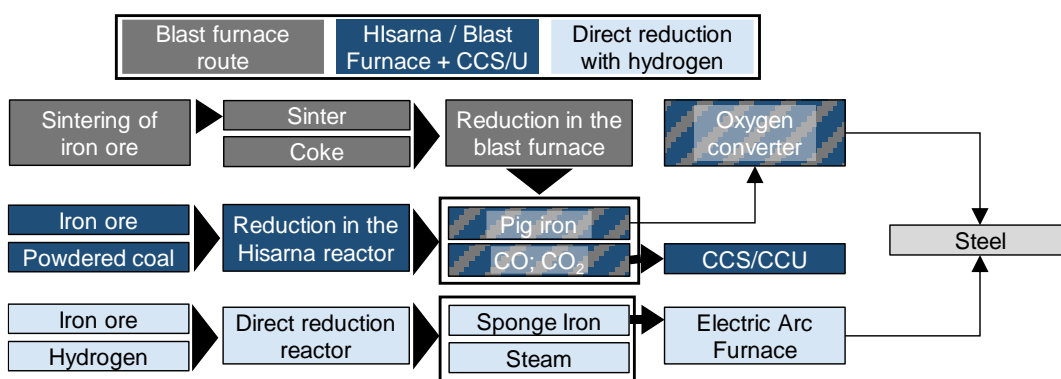 Blast furnace
route
HIsarna / Blast
Furnace + CCS/U
Direct reduction
with hydrogen
Sintering of
iron ore
Sinter
Coke
Reduction in the
blast furnace
Oxygen
converter
Iron ore
Powdered coal
Reduction in the
Hisarna reactor
Pig iron
CO; CO₂
CCS/CCU
Steel
Iron ore
Hydrogen
Direct reduction
reactor
Sponge Iron
Steam
Electric Arc
Furnace